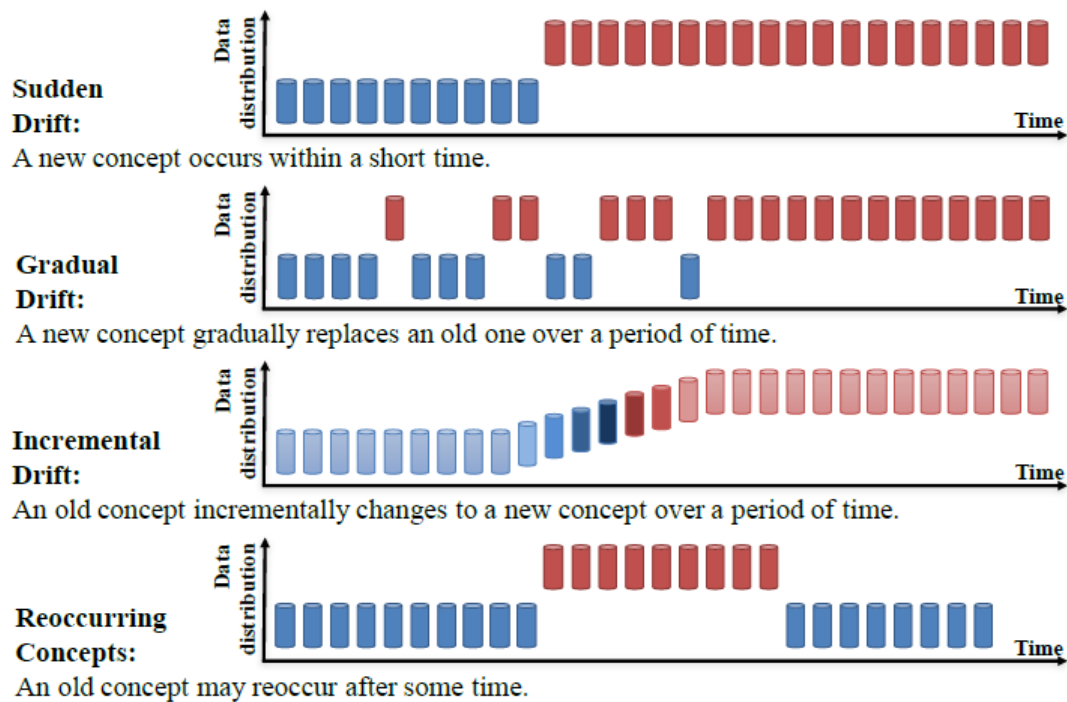 Data
distribution
Sudden
Drift:
Time
A new concept occurs within a short time.
Data
distribution
Gradual
Drift:
Time
A new concept gradually replaces an old one over a period of time.
Data
distribution
Incremental
Drift:
Time
An old concept incrementally changes to a new concept over a period of time.
Data
distribution
Reoccurring
Concepts:
Time
An old concept may reoccur after some time.